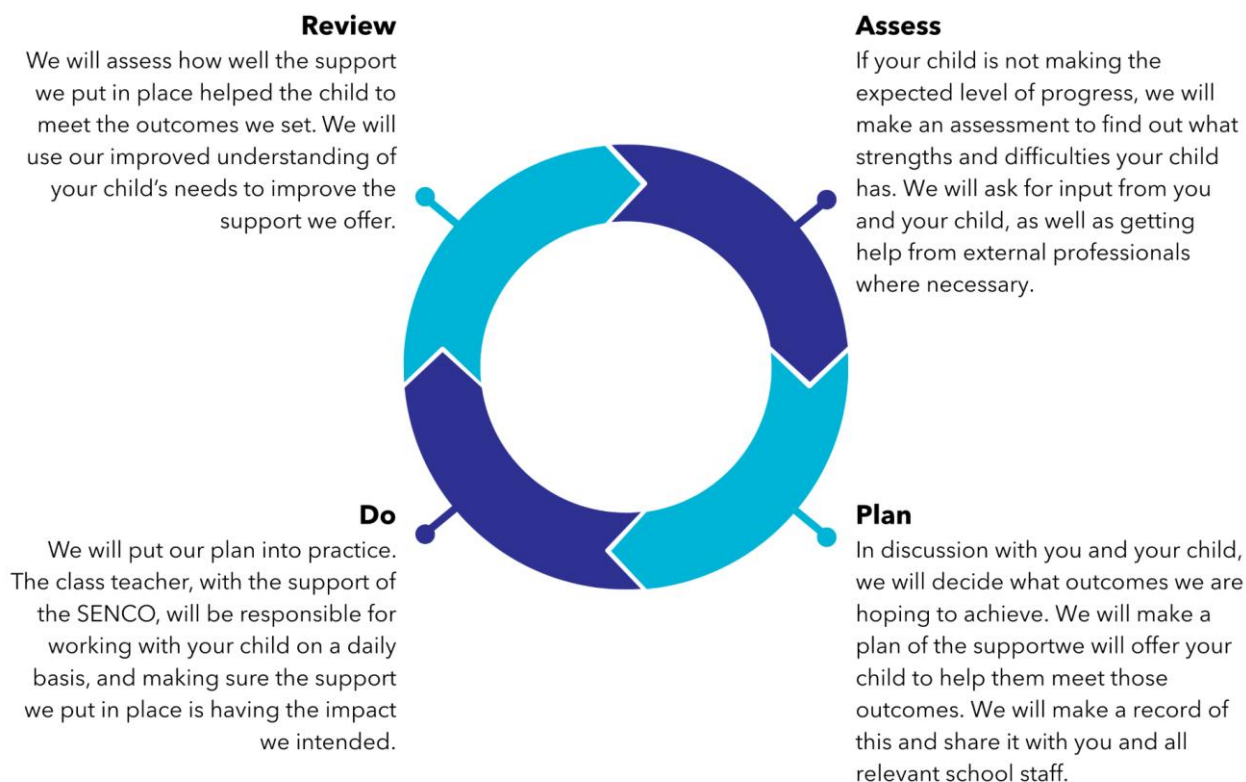 Review
We will assess how well the support
we put in place helped the child to
meet the outcomes we set. We will
use our improved understanding of
your child’s needs to improve the
support we offer.
Assess
If your child is not making the
expected level of progress, we will
make an assessment to find out what
strengths and difficulties your child
has. We will ask for input from you
and your child, as well as getting
help from external professionals
where necessary.
Do
We will put our plan into practice.
The class teacher, with the support of
the SENCO, will be responsible for
working with your child on a daily
basis, and making sure the support
we put in place is having the impact
we intended.
Plan
In discussion with you and your child,
we will decide what outcomes we are
hoping to achieve. We will make a
plan of the supportwe will offer your
child to help them meet those
outcomes. We will make a record of
this and share it with you and all
relevant school staff.